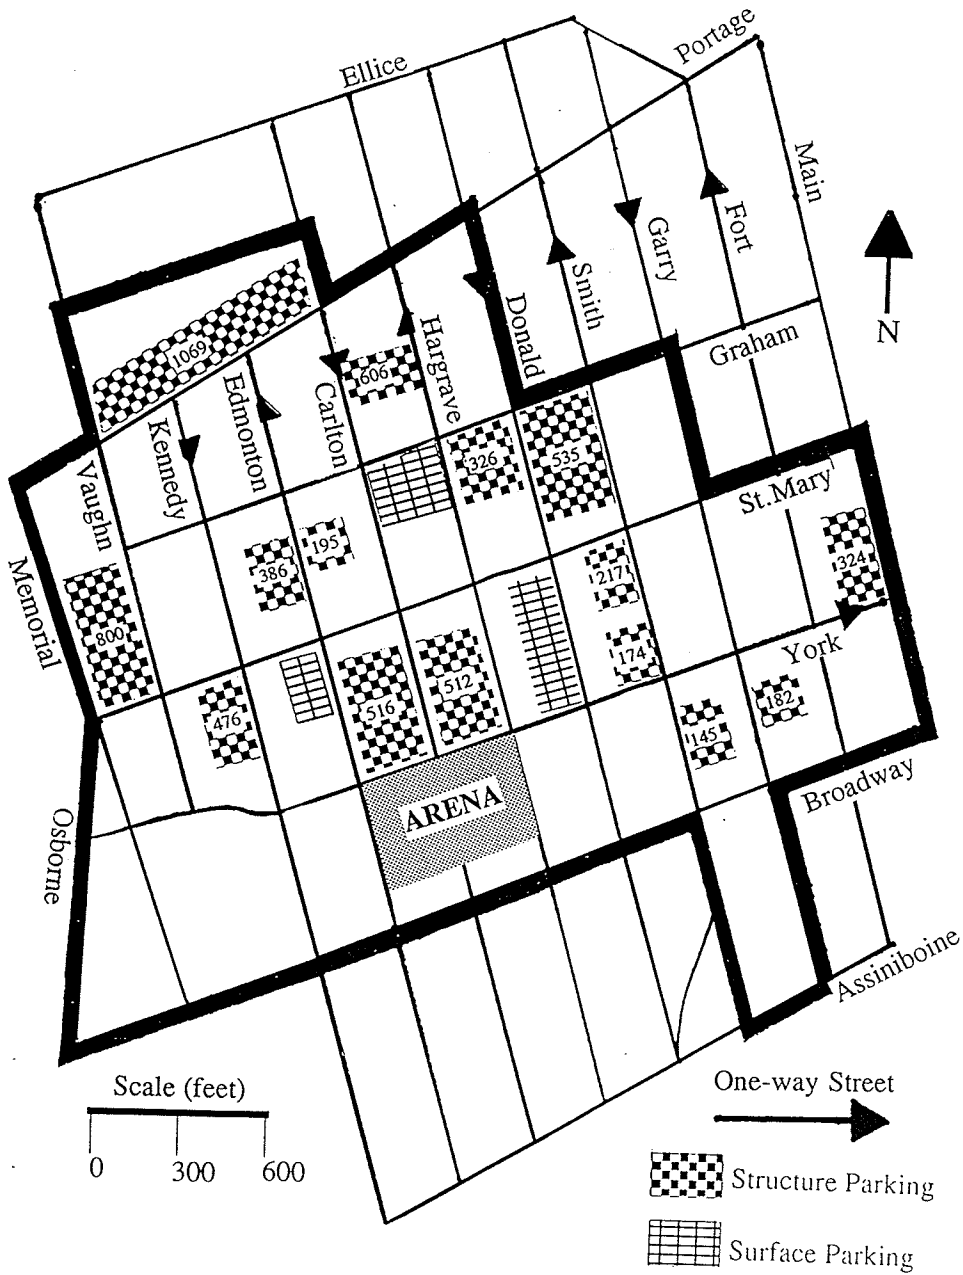 Ellice
Portage
Main
Fort
Garry
Smith
Donald
Hargrave
Carlton
Edmonton
Kennedy
Vaughn
Memorial
Osborne
Graham
St.Mary
York
Broadway
Assiniboine
N
1069
606
326
535
195
386
217
324
800
174
512
516
476
182
145
ARENA
Scale (feet)
0 300 600
One-way Street
Structure Parking
Surface Parking